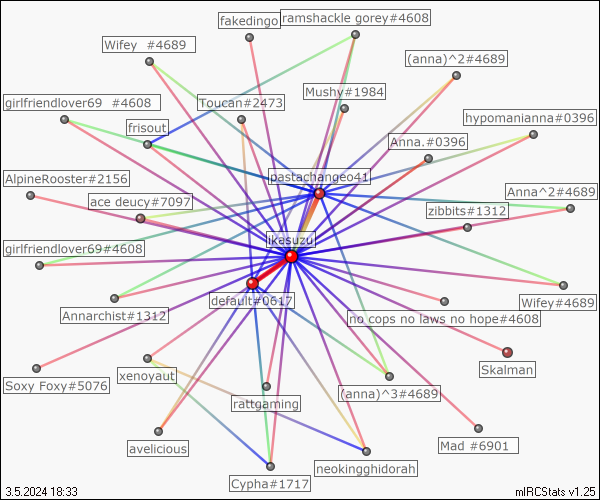 fakedingo
ramshackle gorey#4608
Wifey  #4689
(anna)^2#4689
Mushy#1984
girlfriendlover69  #4608
Toucan#2473
hypomanianna#0396
frisout
Anna.#0396
pastachangeo41
AlpineRooster#2156
Anna^2#4689
ace deucy#7097
zibbits#1312
ikesuzu
girlfriendlover69#4608
default#0617
Wifey#4689
Annarchist#1312
no cops no laws no hope#4608
Skalman
xenoyaut
Soxy Foxy#5076
(anna)^3#4689
rattgaming
Mad #6901
avelicious
neokingghidorah
Cypha#1717
3.5.2024 18:33
mIRCStats v1.25